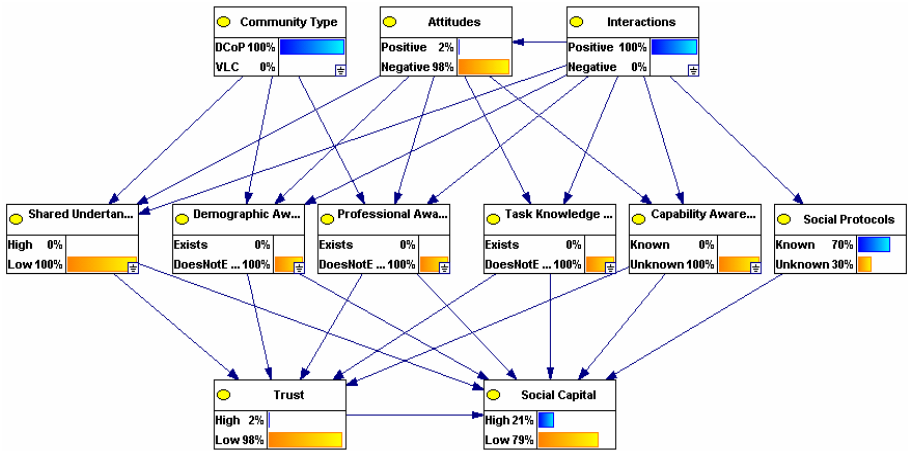 Community Type
DCoP 100%
VLC 0%
Attitudes
Positive 2%
Negative 98%
Interactions
Positive 100%
Negative 0%
Shared Undertan...
High 0%
Low 100%
Demographic Aw...
Exists 0%
DoesNotE ... 100%
Professional Awa...
Exists 0%
DoesNotE ... 100%
Task Knowledge ...
Exists 0%
DoesNotE ... 100%
Capability Aware...
Known 0%
Unknown 100%
Social Protocols
Known 70%
Unknown 30%
Trust
High 2%
Low 98%
Social Capital
High 21%
Low 79%